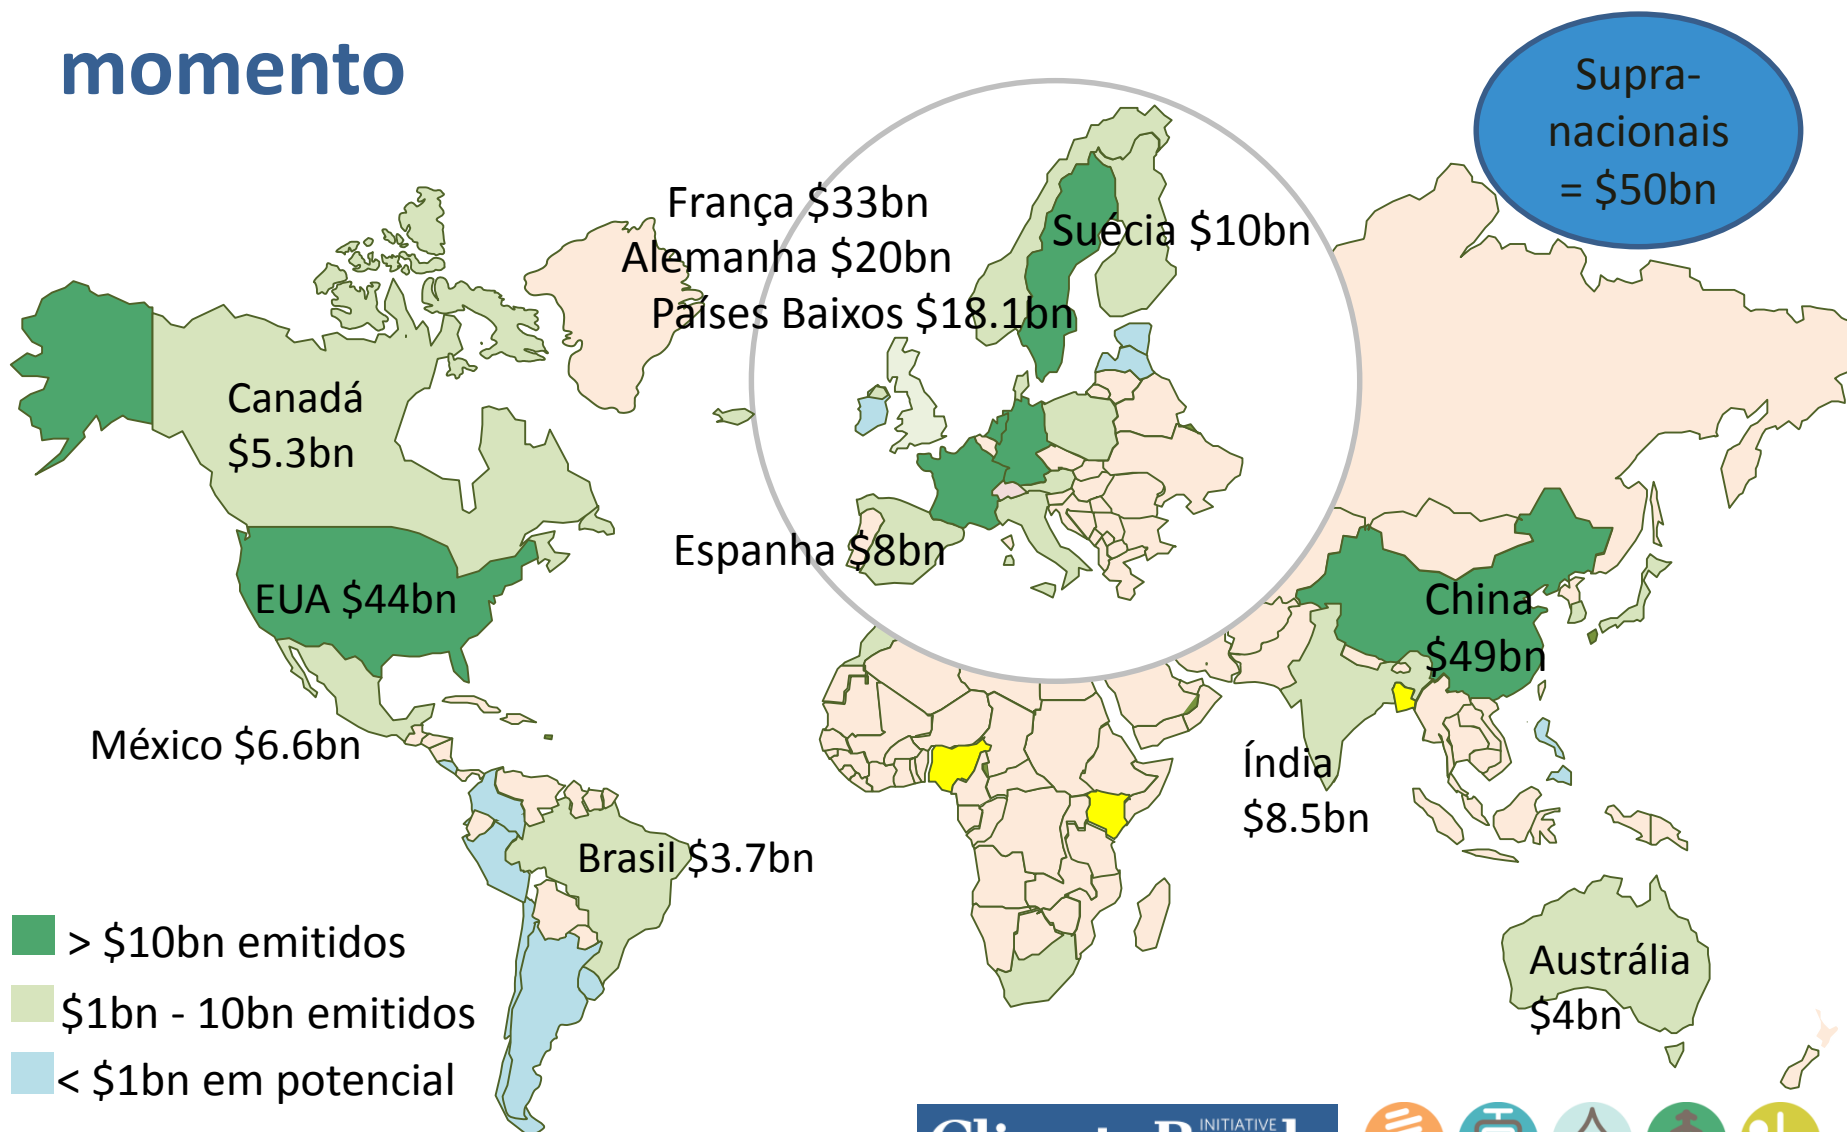 momento
Supra-
nacionais
= $50bn
França $33bn
Alemanha $20bn
Países Baixos $18.1bn
Suécia $10bn
Canadá
$5.3bn
Espanha $8bn
EUA $44bn
China
$49bn
México $6.6bn
Índia
$8.5bn
Brasil $3.7bn
> $10bn emitidos
$1bn - 10bn emitidos
< $1bn em potencial
Austrália
$4bn
INITIATIVE